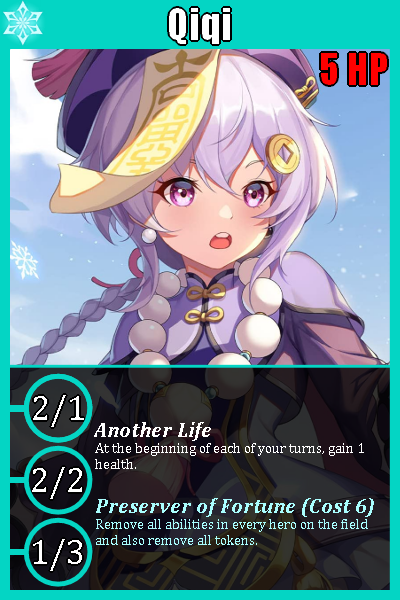 Qiqi
5 HP
2/1
Another Life
At the beginning of each of your turns, gain 1
health.
2/2
Preserver of Fortune (Cost 6)
Remove all abilities in every hero on the field
and also remove all tokens.
1/3